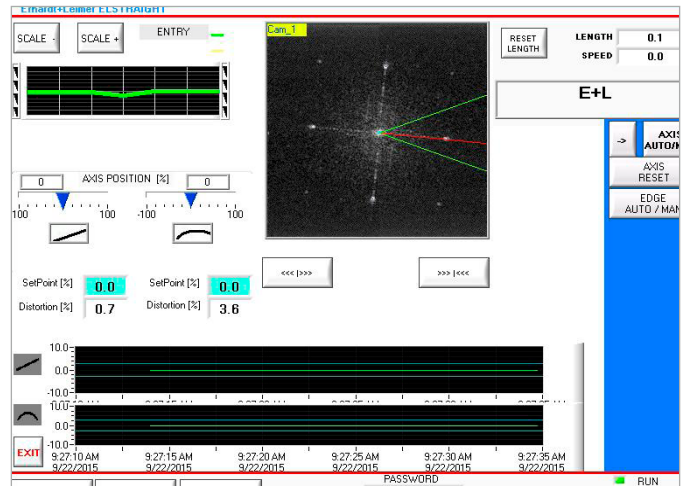 Erhardt+Leimer ELSTRAIGHT
SCALE -
SCALE +
ENTRY
Cam_1
RESET
LENGTH
LENGTH 0.1
SPEED 0.0
E+L
->
AXIS
AUTO/M
AXIS
RESET
EDGE
AUTO / MAN
0
AXIS POSITION [%]
0
100
100
-100
100
<<< |>>>
>>> |<<<
SetPoint [%] 0.0
SetPoint [%] 0.0
Distortion [%] 0.7
Distortion [%] 3.6
10.0
0.0
-10.0
10.0
0.0
-10.0
EXIT
9:27:10 AM 9:27:15 AM 9:27:20 AM 9:27:25 AM 9:27:30 AM 9:27:35 AM
9/22/2015 9/22/2015 9/22/2015 9/22/2015 9/22/2015 9/22/2015
PASSWORD
RUN